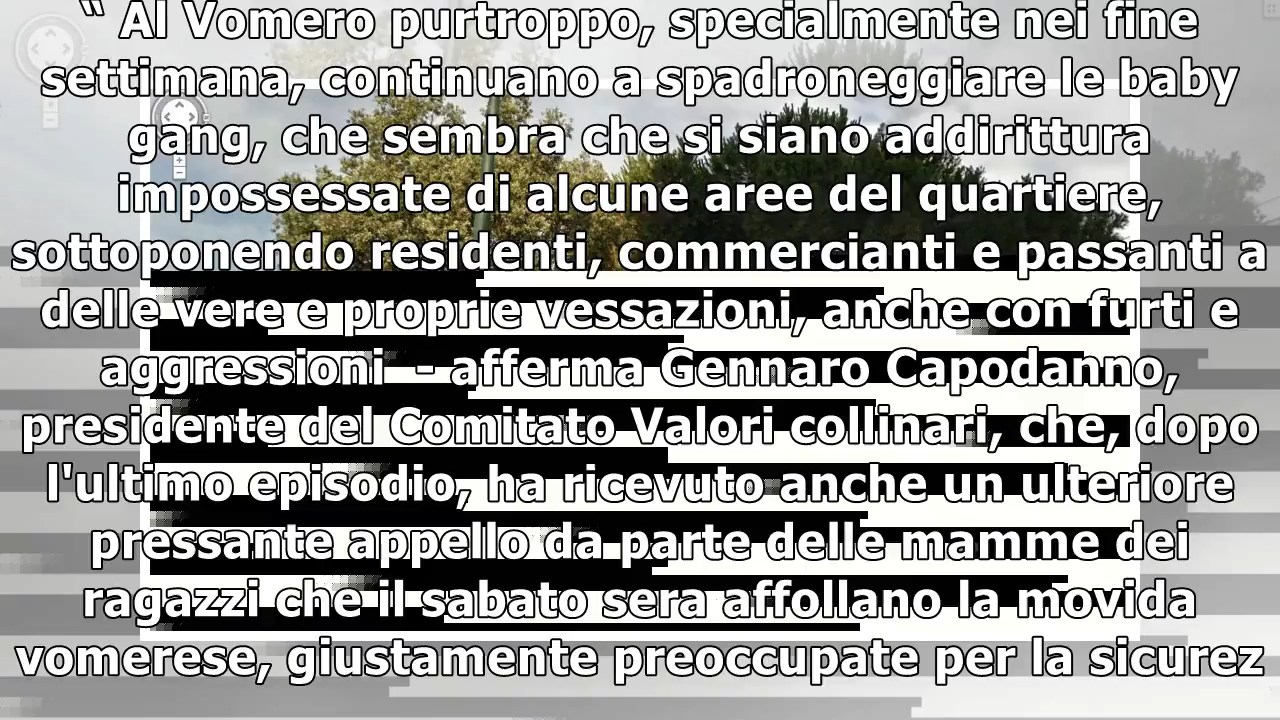 “ Al Vomero purtroppo, specialmente nei fine
settimana, continuano a spadroneggiare le baby
gang, che sembra che si siano addirittura
impossessate di alcune aree del quartiere,
sottoponendo residenti, commercianti e passanti a
delle vere e proprie vessazioni, anche con furti e
aggressioni  - afferma Gennaro Capodanno,
presidente del Comitato Valori collinari, che, dopo
l'ultimo episodio, ha ricevuto anche un ulteriore
pressante appello da parte delle mamme dei
ragazzi che il sabato sera affollano la movida
vomerese, giustamente preoccupate per la sicurez